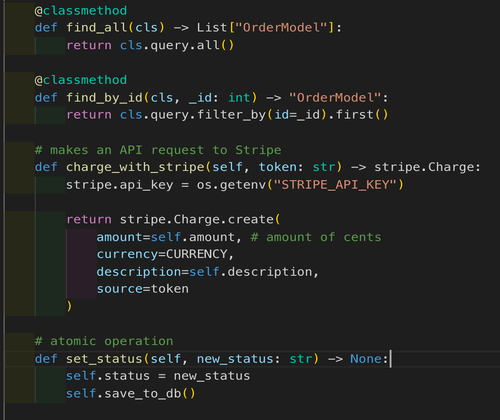 @classmethod
def find_all(cls) -> List["OrderModel"]:
return cls.query.all()
@classmethod
def find_by_id(cls, _id: int) -> "OrderModel":
return cls.query.filter_by(id=_id).first()
# makes an API request to Stripe
def charge_with_stripe(self, token: str) -> stripe.Charge:
stripe.api_key = os.getenv("STRIPE_API_KEY")
return stripe.Charge.create(
amount=self.amount, # amount of cents
currency=CURRENCY,
description=self.description,
source=token
)
# atomic operation
def set_status(self, new_status: str) -> None:
self.status = new_status
self.save_to_db()